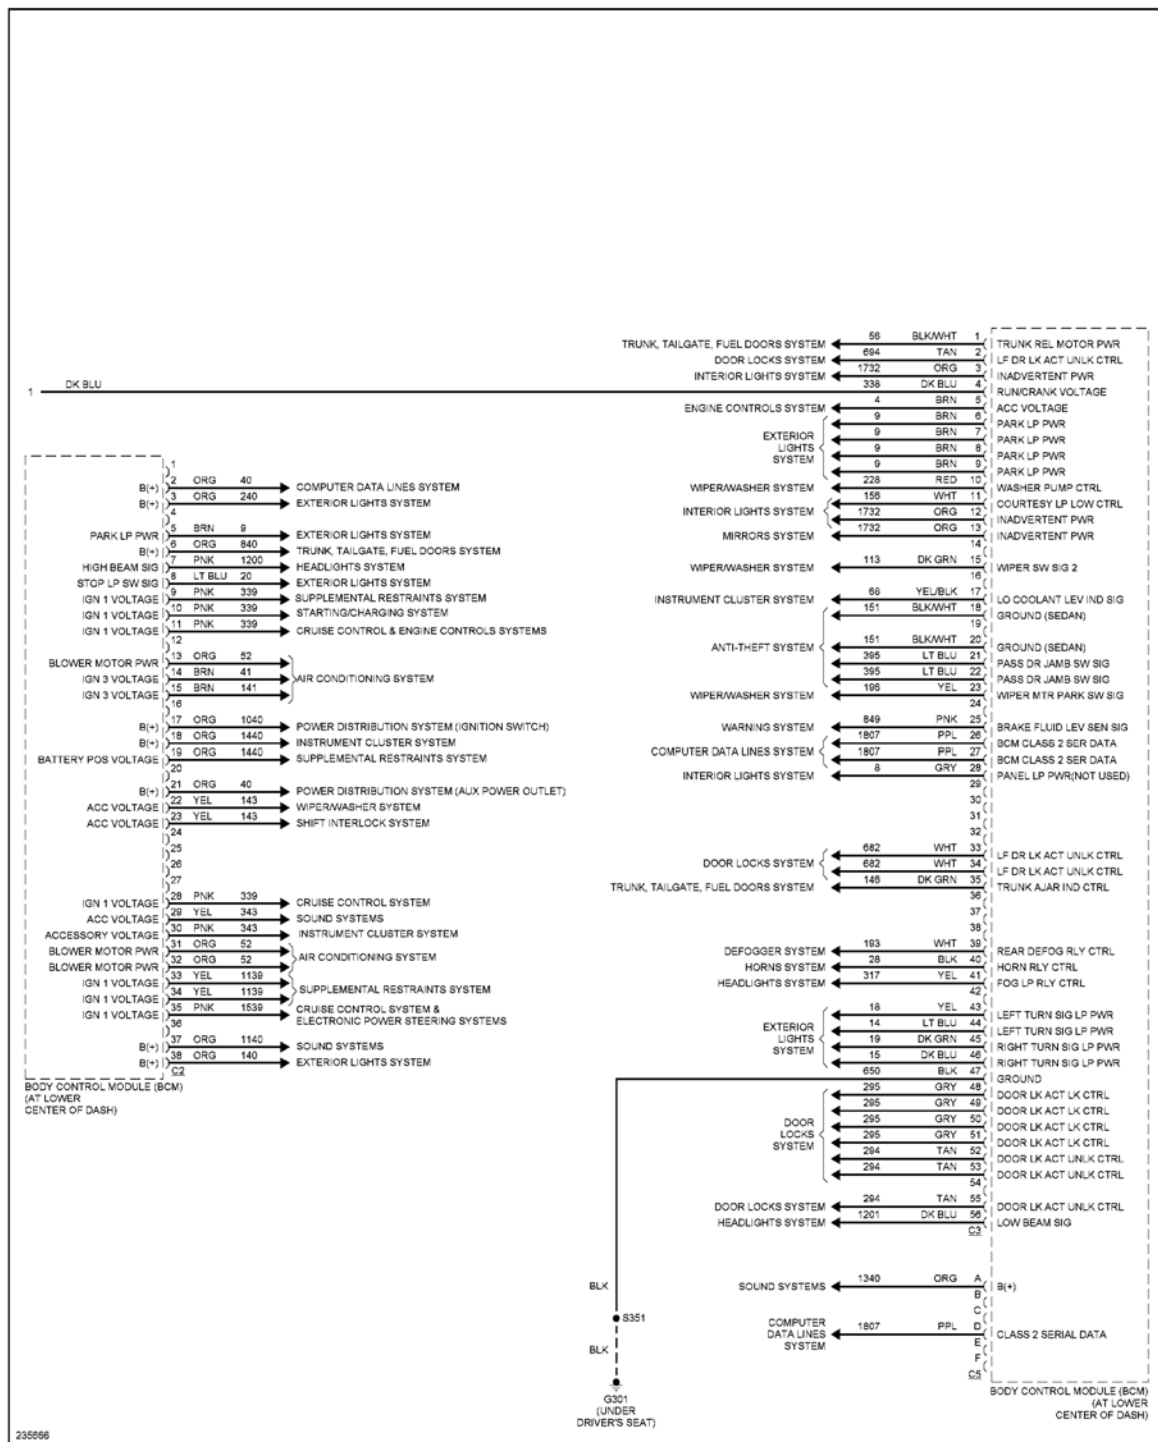 1 DK BLU
1
B(+) 2 ORG 40 COMPUTER DATA LINES SYSTEM
B(+) 3 ORG 240 EXTERIOR LIGHTS SYSTEM
4
PARK LP PWR 5 BRN 9 EXTERIOR LIGHTS SYSTEM
B(+) 6 ORG 840 TRUNK, TAILGATE, FUEL DOORS SYSTEM
HIGH BEAM SIG 7 PNK 1200 HEADLIGHTS SYSTEM
STOP LP SW SIG 8 LT BLU 20 EXTERIOR LIGHTS SYSTEM
IGN 1 VOLTAGE 9 PNK 339 SUPPLEMENTAL RESTRAINTS SYSTEM
IGN 1 VOLTAGE 10 PNK 339 STARTING/CHARGING SYSTEM
IGN 1 VOLTAGE 11 PNK 339 CRUISE CONTROL & ENGINE CONTROLS SYSTEMS
12
BLOWER MOTOR PWR 13 ORG 52
IGN 3 VOLTAGE 14 BRN 41 AIR CONDITIONING SYSTEM
IGN 3 VOLTAGE 15 BRN 141
16
B(+) 17 ORG 1040 POWER DISTRIBUTION SYSTEM (IGNITION SWITCH)
B(+) 18 ORG 1440 INSTRUMENT CLUSTER SYSTEM
BATTERY POS VOLTAGE 19 ORG 1440 SUPPLEMENTAL RESTRAINTS SYSTEM
20
B(+) 21 ORG 40 POWER DISTRIBUTION SYSTEM (AUX POWER OUTLET)
ACC VOLTAGE 22 YEL 143 WIPER/WASHER SYSTEM
ACC VOLTAGE 23 YEL 143 SHIFT INTERLOCK SYSTEM
24
25
26
27
IGN 1 VOLTAGE 28 PNK 339 CRUISE CONTROL SYSTEM
ACC VOLTAGE 29 YEL 343 SOUND SYSTEMS
ACCESSORY VOLTAGE 30 PNK 343 INSTRUMENT CLUSTER SYSTEM
BLOWER MOTOR PWR 31 ORG 52 AIR CONDITIONING SYSTEM
BLOWER MOTOR PWR 32 ORG 52
IGN 1 VOLTAGE 33 YEL 1139 SUPPLEMENTAL RESTRAINTS SYSTEM
IGN 1 VOLTAGE 34 YEL 1139
IGN 1 VOLTAGE 35 PNK 1539 CRUISE CONTROL SYSTEM &
ELECTRONIC POWER STEERING SYSTEMS
36
B(+) 37 ORG 1140 SOUND SYSTEMS
B(+) 38 ORG 140 EXTERIOR LIGHTS SYSTEM
C2
BODY CONTROL MODULE (BCM)
(AT LOWER
CENTER OF DASH)
TRUNK, TAILGATE, FUEL DOORS SYSTEM 56 BLK/WHT 1 TRUNK REL MOTOR PWR
DOOR LOCKS SYSTEM 694 TAN 2 LF DR LK ACT UNLK CTRL
INTERIOR LIGHTS SYSTEM 1732 ORG 3 INADVERTENT PWR
338 DK BLU 4 RUN/CRANK VOLTAGE
ENGINE CONTROLS SYSTEM 4 BRN 5 ACC VOLTAGE
9 BRN 6 PARK LP PWR
EXTERIOR
LIGHTS
SYSTEM
9 BRN 7 PARK LP PWR
9 BRN 8 PARK LP PWR
9 BRN 9 PARK LP PWR
WIPER/WASHER SYSTEM 228 RED 10 WASHER PUMP CTRL
INTERIOR LIGHTS SYSTEM 156 WHT 11 COURTESY LP LOW CTRL
1732 ORG 12 INADVERTENT PWR
MIRRORS SYSTEM 1732 ORG 13 INADVERTENT PWR
14
WIPER/WASHER SYSTEM 113 DK GRN 15 WIPER SW SIG 2
16
INSTRUMENT CLUSTER SYSTEM 68 YEL/BLK 17 LO COOLANT LEV IND SIG
151 BLK/WHT 18 GROUND (SEDAN)
19
ANTI-THEFT SYSTEM 151 BLK/WHT 20 GROUND (SEDAN)
395 LT BLU 21 PASS DR JAMB SW SIG
395 LT BLU 22 PASS DR JAMB SW SIG
WIPER/WASHER SYSTEM 196 YEL 23 WIPER MTR PARK SW SIG
24
WARNING SYSTEM 849 PNK 25 BRAKE FLUID LEV SEN SIG
COMPUTER DATA LINES SYSTEM 1807 PPL 26 BCM CLASS 2 SER DATA
1807 PPL 27 BCM CLASS 2 SER DATA
INTERIOR LIGHTS SYSTEM 8 GRY 28 PANEL LP PWR(NOT USED)
29
30
31
32
DOOR LOCKS SYSTEM 682 WHT 33 LF DR LK ACT UNLK CTRL
682 WHT 34 LF DR LK ACT UNLK CTRL
TRUNK, TAILGATE, FUEL DOORS SYSTEM 146 DK GRN 35 TRUNK AJAR IND CTRL
36
37
38
DEFOGGER SYSTEM 193 WHT 39 REAR DEFOG RLY CTRL
HORNS SYSTEM 28 BLK 40 HORN RLY CTRL
HEADLIGHTS SYSTEM 317 YEL 41 FOG LP RLY CTRL
42
18 YEL 43 LEFT TURN SIG LP PWR
EXTERIOR
LIGHTS
SYSTEM
14 LT BLU 44 LEFT TURN SIG LP PWR
19 DK GRN 45 RIGHT TURN SIG LP PWR
15 DK BLU 46 RIGHT TURN SIG LP PWR
650 BLK 47 GROUND
295 GRY 48 DOOR LK ACT LK CTRL
295 GRY 49 DOOR LK ACT LK CTRL
DOOR
LOCKS
SYSTEM
295 GRY 50 DOOR LK ACT LK CTRL
295 GRY 51 DOOR LK ACT LK CTRL
294 TAN 52 DOOR LK ACT UNLK CTRL
294 TAN 53 DOOR LK ACT UNLK CTRL
54
DOOR LOCKS SYSTEM 294 TAN 55 DOOR LK ACT UNLK CTRL
HEADLIGHTS SYSTEM 1201 DK BLU 56 LOW BEAM SIG
C3
SOUND SYSTEMS 1340 ORG A B(+)
B
C
COMPUTER
DATA LINES
SYSTEM
1807 PPL D CLASS 2 SERIAL DATA
E
F
C5
BODY CONTROL MODULE (BCM)
(AT LOWER
CENTER OF DASH)
BLK
S351
BLK
G301
(UNDER
DRIVER'S SEAT)
235666